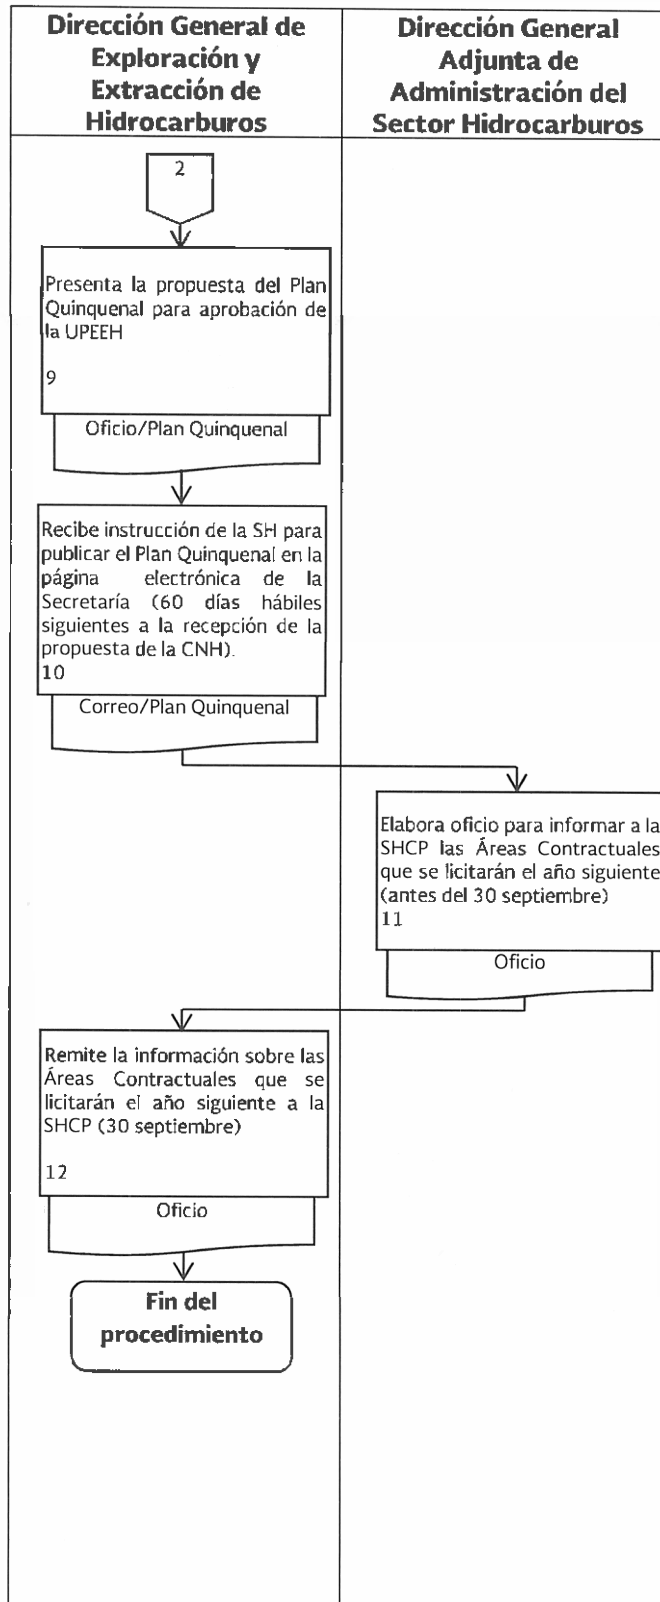 Dirección General de
Exploración y
Extracción de
Hidrocarburos
Dirección General
Adjunta de
Administración del
Sector Hidrocarburos
2
Presenta la propuesta del Plan
Quinquenal para aprobación de
la UPEEH
9
Oficio/Plan Quinquenal
Recibe instrucción de la SH para
publicar el Plan Quinquenal en la
página electrónica de la
Secretaría (60 días hábiles
siguientes a la recepción de la
propuesta de la CNH).
10
Correo/Plan Quinquenal
Elabora oficio para informar a la
SHCP las Áreas Contractuales
que se licitarán el año siguiente
(antes del 30 septiembre)
11
Oficio
Remite la información sobre las
Áreas Contractuales que se
licitarán el año siguiente a la
SHCP (30 septiembre)
12
Oficio
Fin del
procedimiento